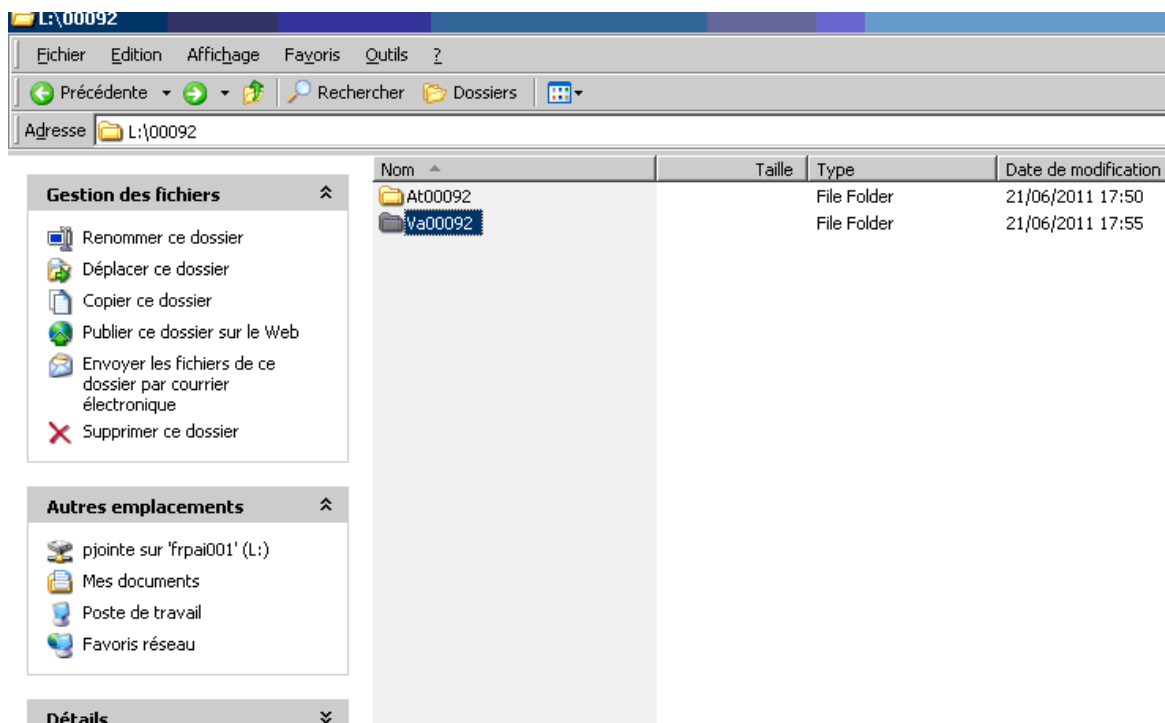 L:\00092
Fichier Edition Affichage Favoris Outils ?
Précédente Rechercher Dossiers
Adresse L:\00092
Nom Taille Type Date de modification
At00092 File Folder 21/06/2011 17:50
Va00092 File Folder 21/06/2011 17:55
Gestion des fichiers
Renommer ce dossier
Déplacer ce dossier
Copier ce dossier
Publier ce dossier sur le Web
Envoyer les fichiers de ce
dossier par courrier
électronique
Supprimer ce dossier
Autres emplacements
pjointe sur 'frpai001' (L:)
Mes documents
Poste de travail
Favoris réseau
Détails